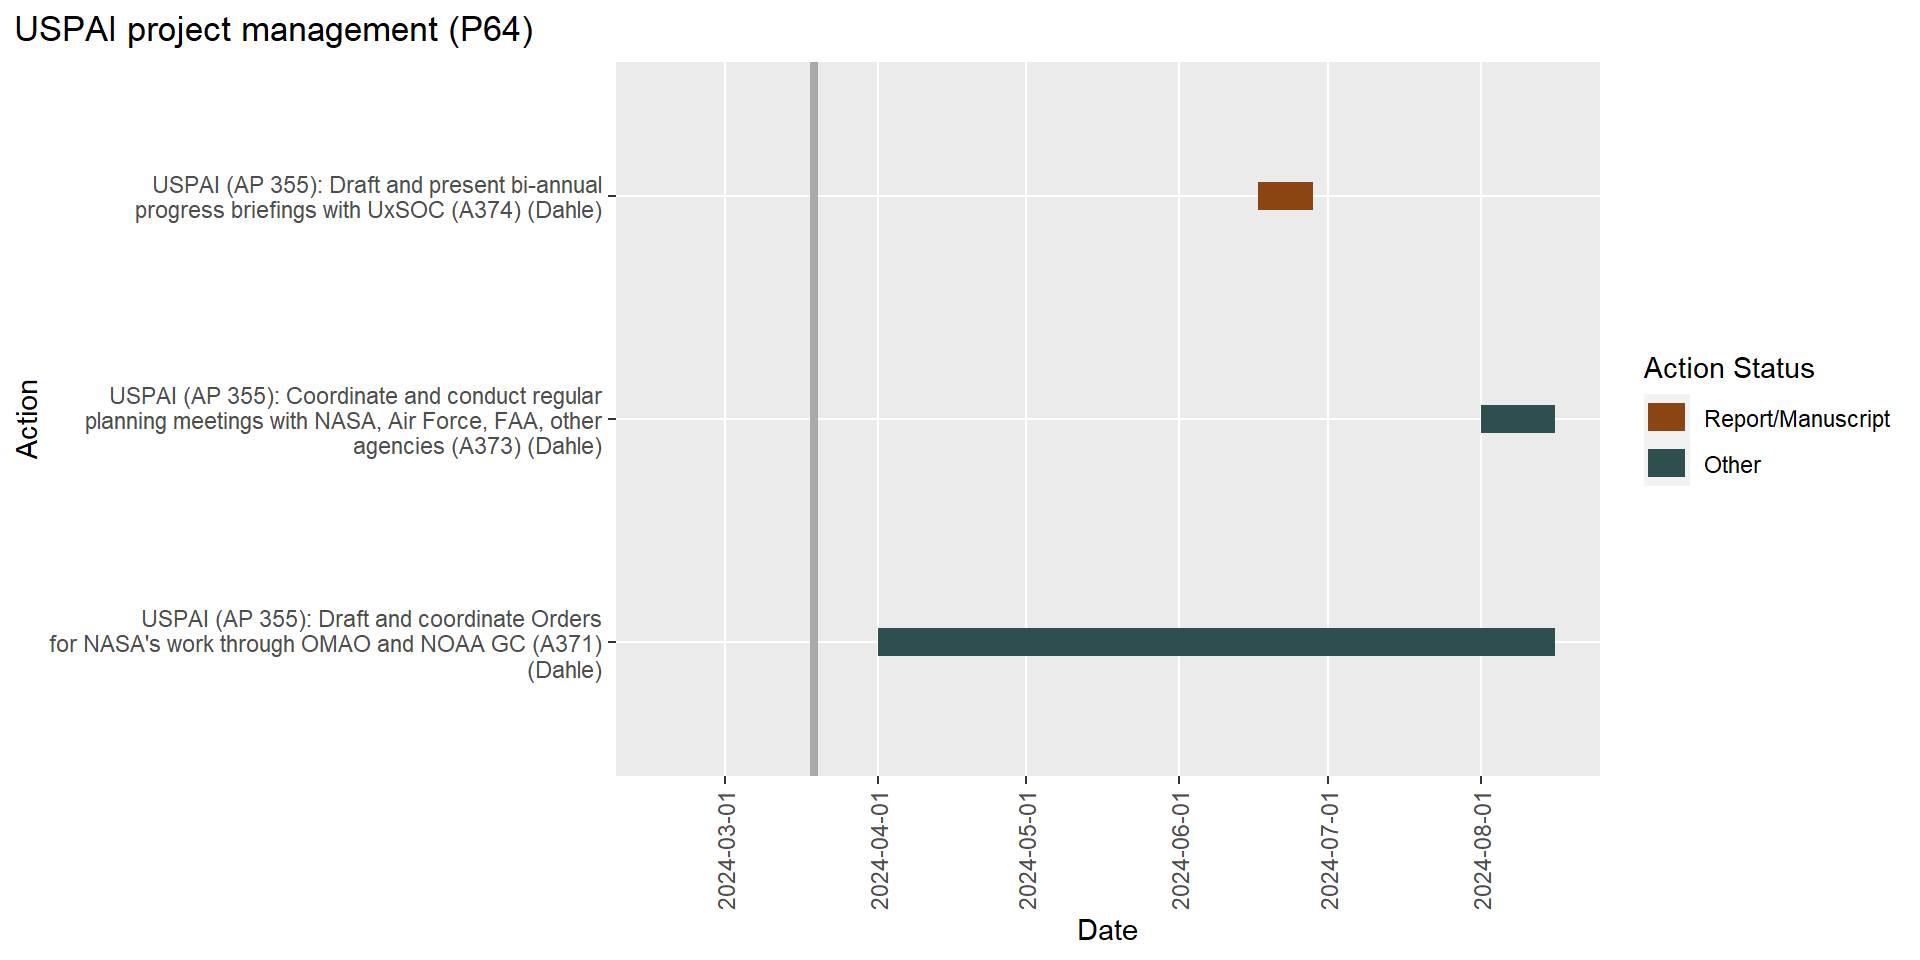 USPAI project management (P64)
USPAI (AP 355): Draft and present bi-annual
progress briefings with UxSOC (A374) (Dahle)
USPAI (AP 355): Coordinate and conduct regular
planning meetings with NASA, Air Force, FAA, other
agencies (A373) (Dahle)
USPAI (AP 355): Draft and coordinate Orders
for NASA's work through OMAO and NOAA GC (A371)
(Dahle)
Action
2024-03-01
2024-04-01
2024-05-01
2024-06-01
2024-07-01
2024-08-01
Date
Action Status
Report/Manuscript
Other